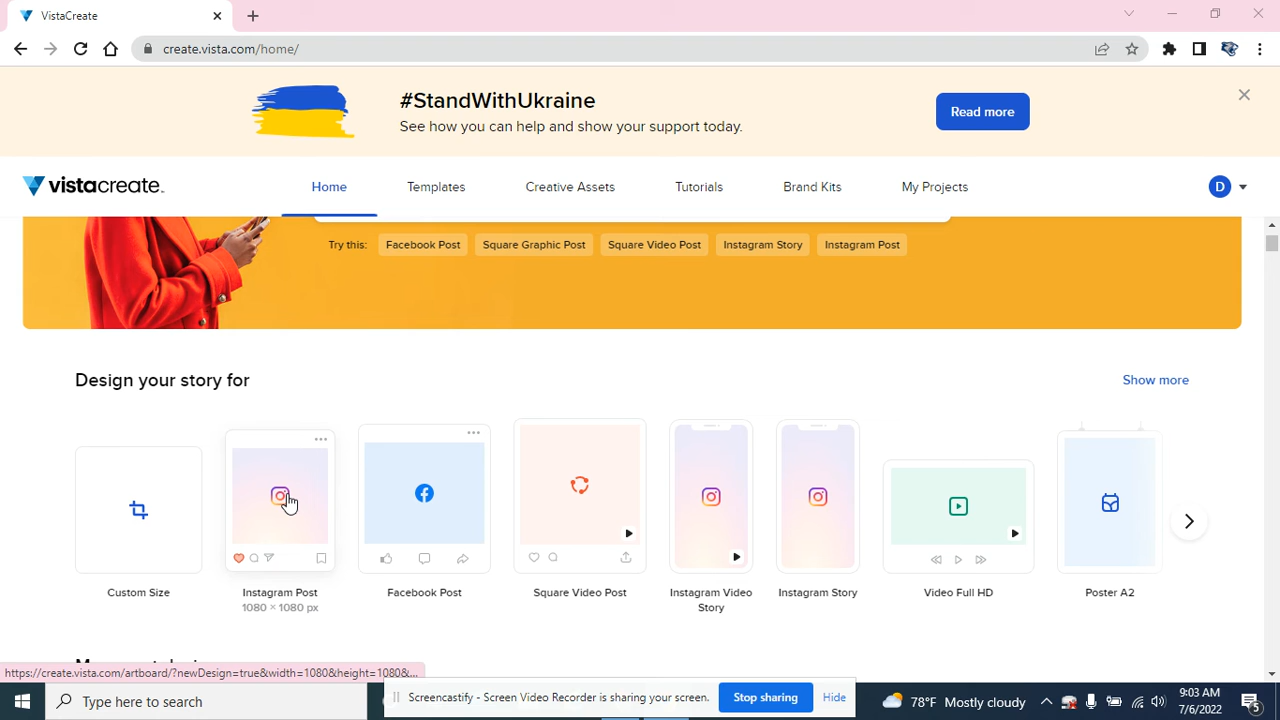 VistaCreate
create.vista.com/home/
#StandWithUkraine
See how you can help and show your support today.
Read more
vistacreate.
Home
Templates
Creative Assets
Tutorials
Brand Kits
My Projects
D
Try this:
Facebook Post
Square Graphic Post
Square Video Post
Instagram Story
Instagram Post
Design your story for
Show more
Custom Size
Instagram Post
1080 × 1080 px
Facebook Post
Square Video Post
Instagram Video
Story
Instagram Story
Video Full HD
Poster A2
https://create.vista.com/artboard/?newDesign=true&width=1080&height=1080&...
Type here to search
Screencastify - Screen Video Recorder is sharing your screen.
Stop sharing
Hide
78°F Mostly cloudy
9:03 AM
7/6/2022
5